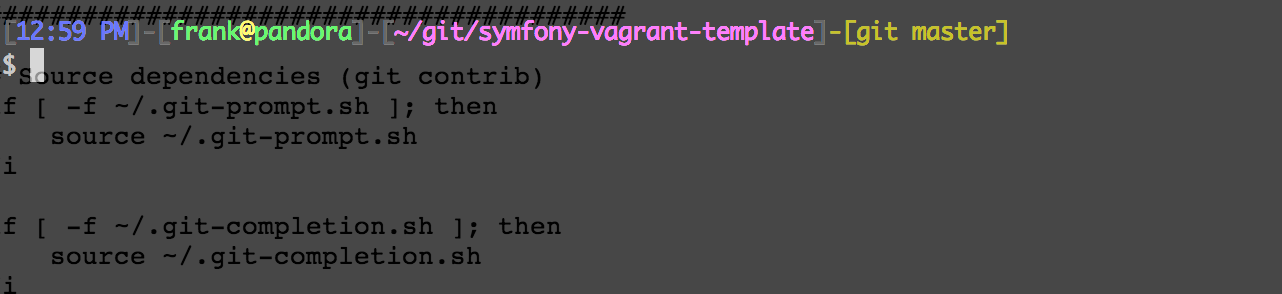 ########################################
[12:59 PM]-[frank@pandora]-[~/git/symfony-vagrant-template]-[git master]
$
Source dependencies (git contrib)
f [ -f ~/.git-prompt.sh ]; then
source ~/.git-prompt.sh
i
f [ -f ~/.git-completion.sh ]; then
source ~/.git-completion.sh
i